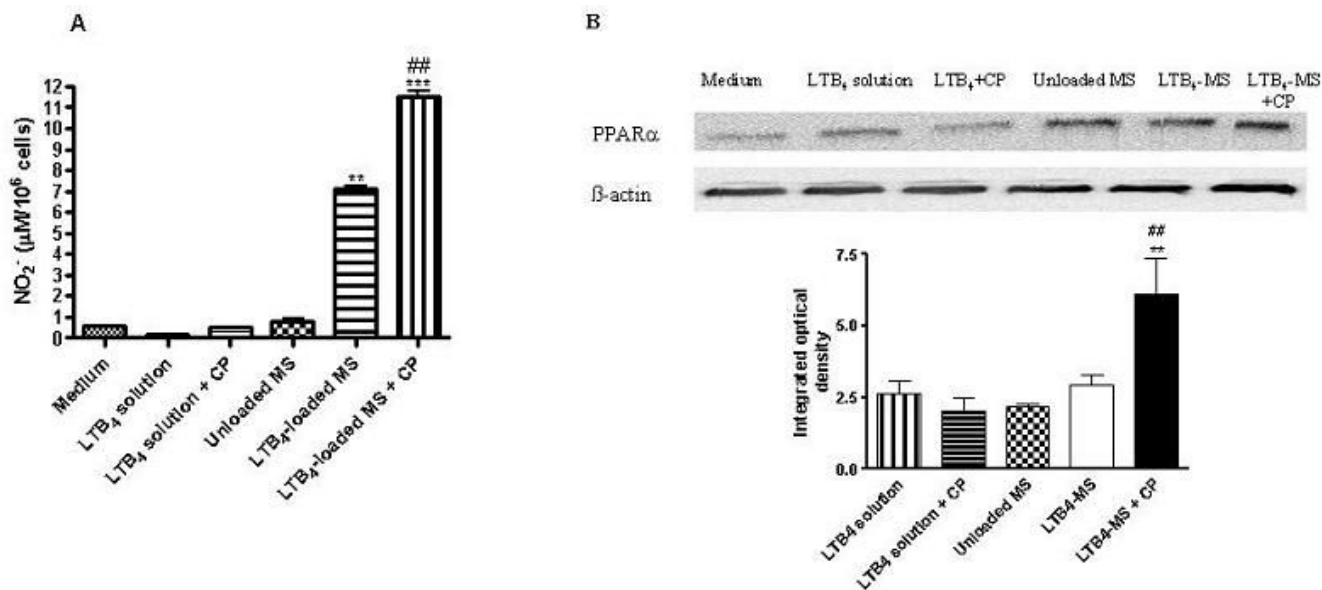 A
NO₂⁻ (µM/10⁶ cells)
12
11
10
9
8
7
6
5
4
3
2
1
0
**
##
***
Medium
LTB₄ solution
LTB₄ solution + CP
Unloaded MS
LTB₄-loaded MS
LTB₄-loaded MS + CP
B
Medium LTB₄ solution LTB₄+CP Unloaded MS LTB₄-MS LTB₄-MS
+CP
PPARα
ß-actin
Integrated optical
density
7.5
5.0
2.5
0.0
##
**
LTB4 solution
LTB4 solution + CP
Unloaded MS
LTB4-MS
LTB4-MS + CP